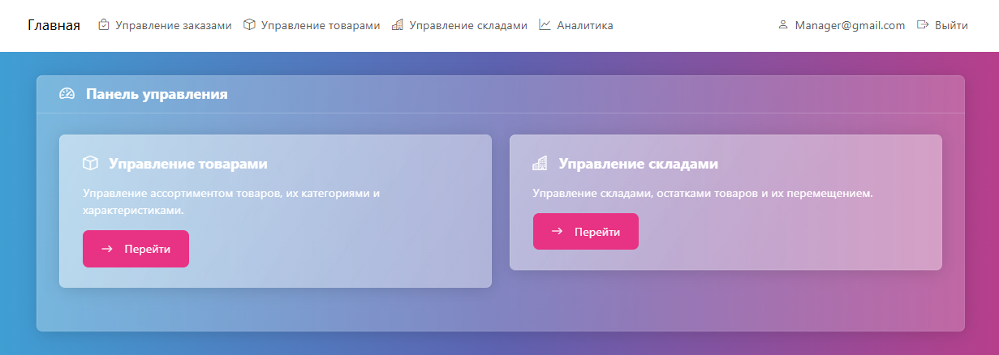 Главная Управление заказами Управление товарами Управление складами Аналитика Manager@gmail.com Выйти
Панель управления
Управление товарами
Управление ассортиментом товаров, их категориями и
характеристиками.
Перейти
Управление складами
Управление складами, остатками товаров и их перемещением.
Перейти